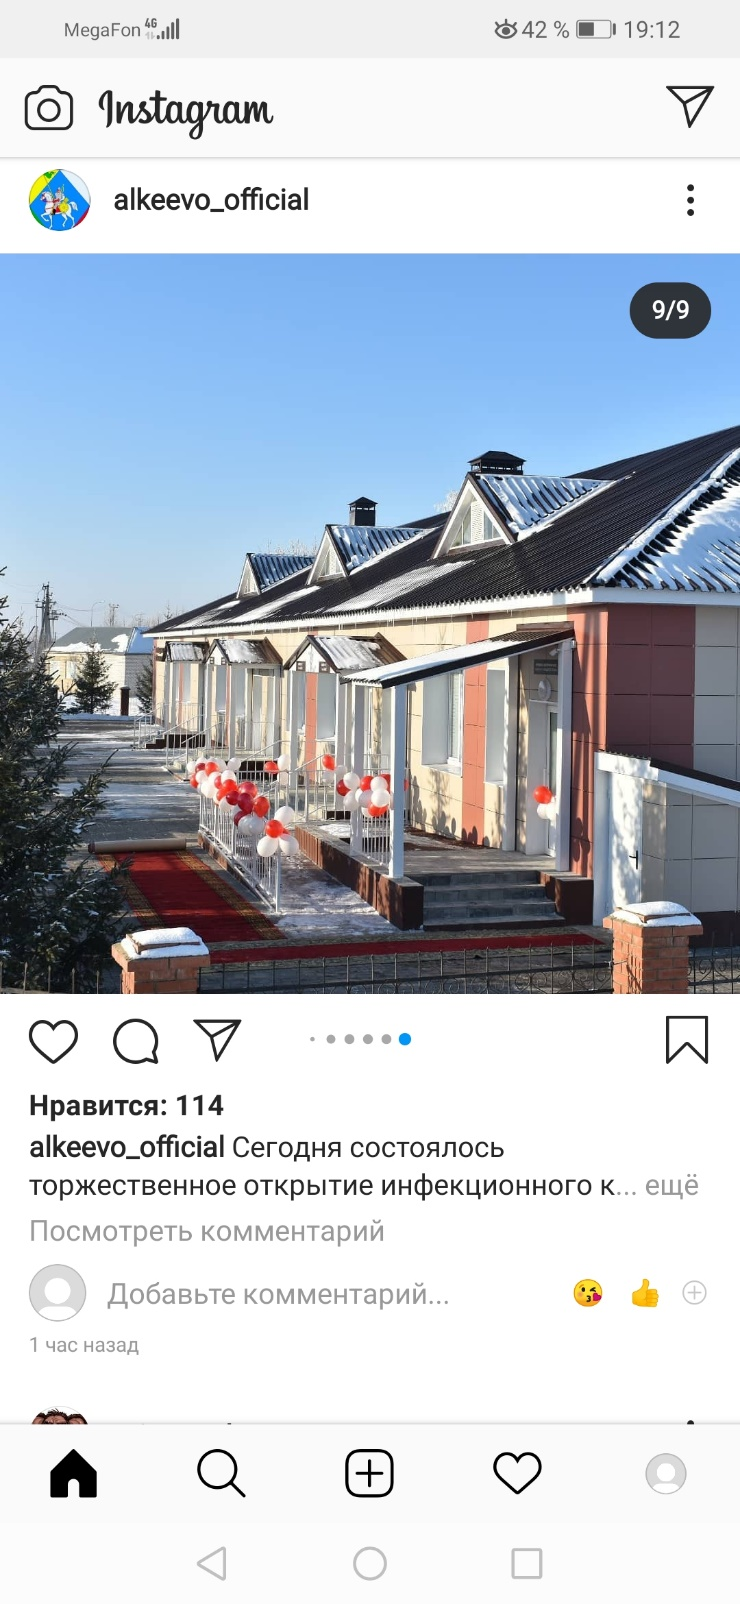 MegaFon 4G 42 % 19:12
Instagram
alkeevo_official
9/9
Нравится: 114
alkeevo_official Сегодня состоялось
торжественное открытие инфекционного к... ещё
Посмотреть комментарий
Добавьте комментарий...
1 час назад